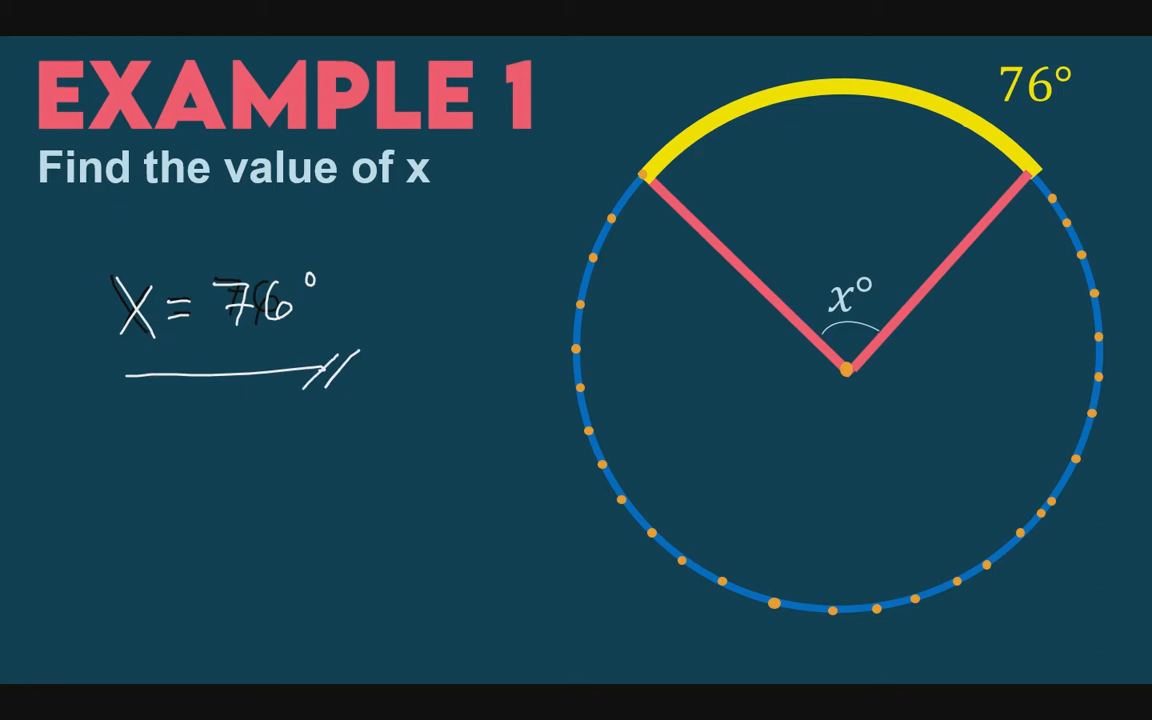 EXAMPLE 1
Find the value of x
X = 76°
76°
x°